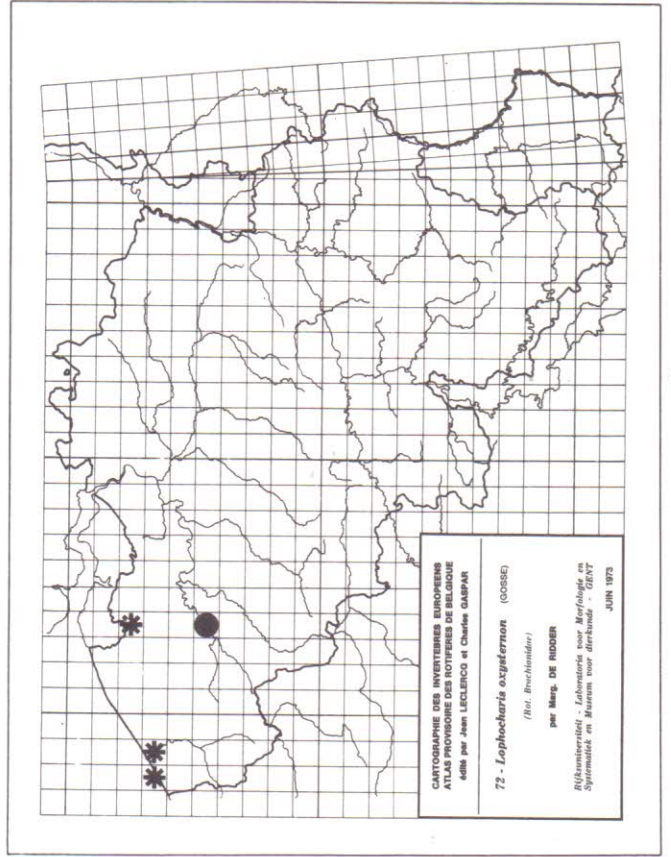 CARTOGRAPHIE DES INVERTEBRES EUROPEENS
ATLAS PROVISOIRE DES ROTIFERES DE BELGIQUE
édité par Jean LECLERCQ et Charles GASPAR
72 - Lophocharis oxysternon (GOSSE)
(Rot. Brachionidae)
par Marg. DE RIDDER
Rijksuniversiteit - Laboratoria voor Morfologie en
Systematiek en Museum voor dierkunde - GENT
JUIN 1973